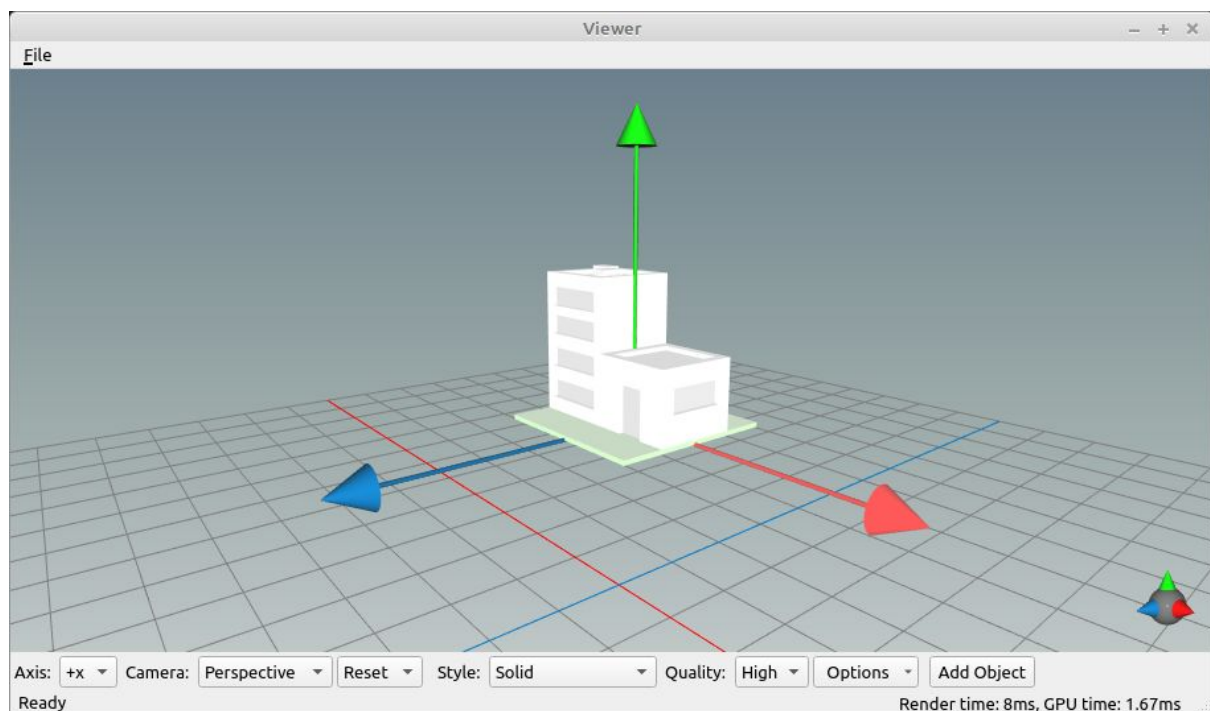 Viewer
File
Axis: +x Camera: Perspective Reset Style: Solid Quality: High Options Add Object
Ready Render time: 8ms, GPU time: 1.67ms